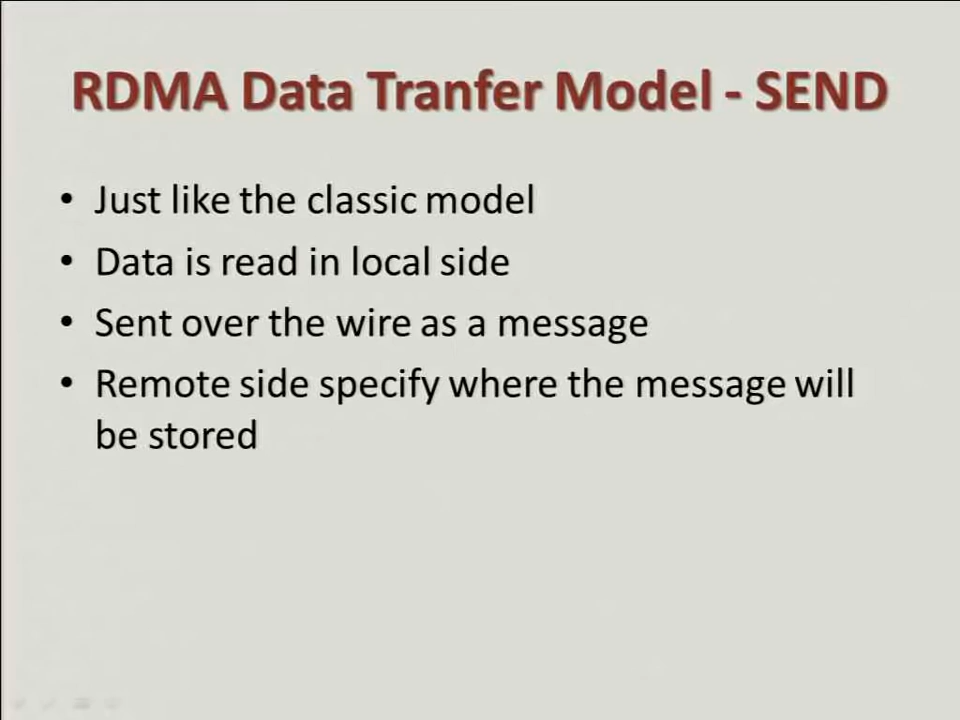 RDMA Data Tranfer Model - SEND
• Just like the classic model
• Data is read in local side
• Sent over the wire as a message
• Remote side specify where the message will
be stored